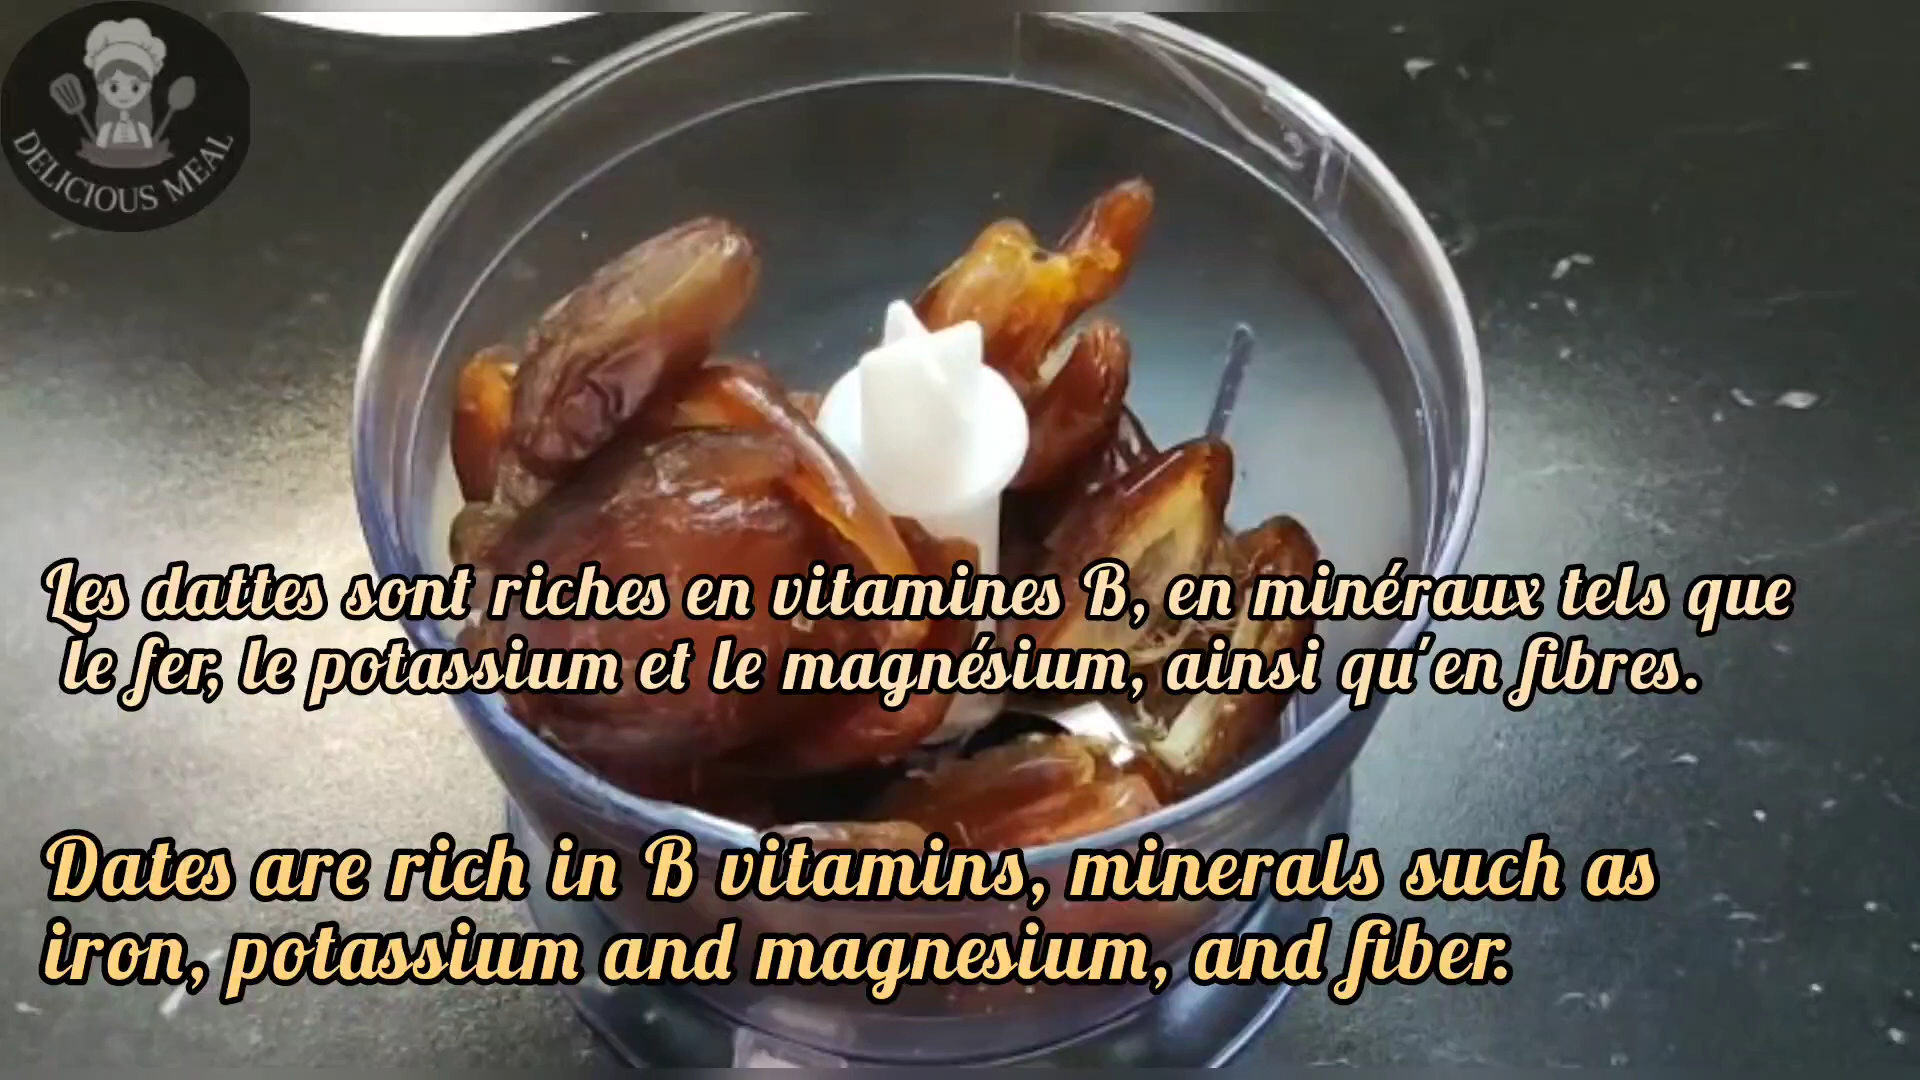 DELICIOUS MEAL
Les dattes sont riches en vitamines B, en minéraux tels que
le fer, le potassium et le magnésium, ainsi qu'en fibres.
Dates are rich in B vitamins, minerals such as
iron, potassium and magnesium, and fiber.